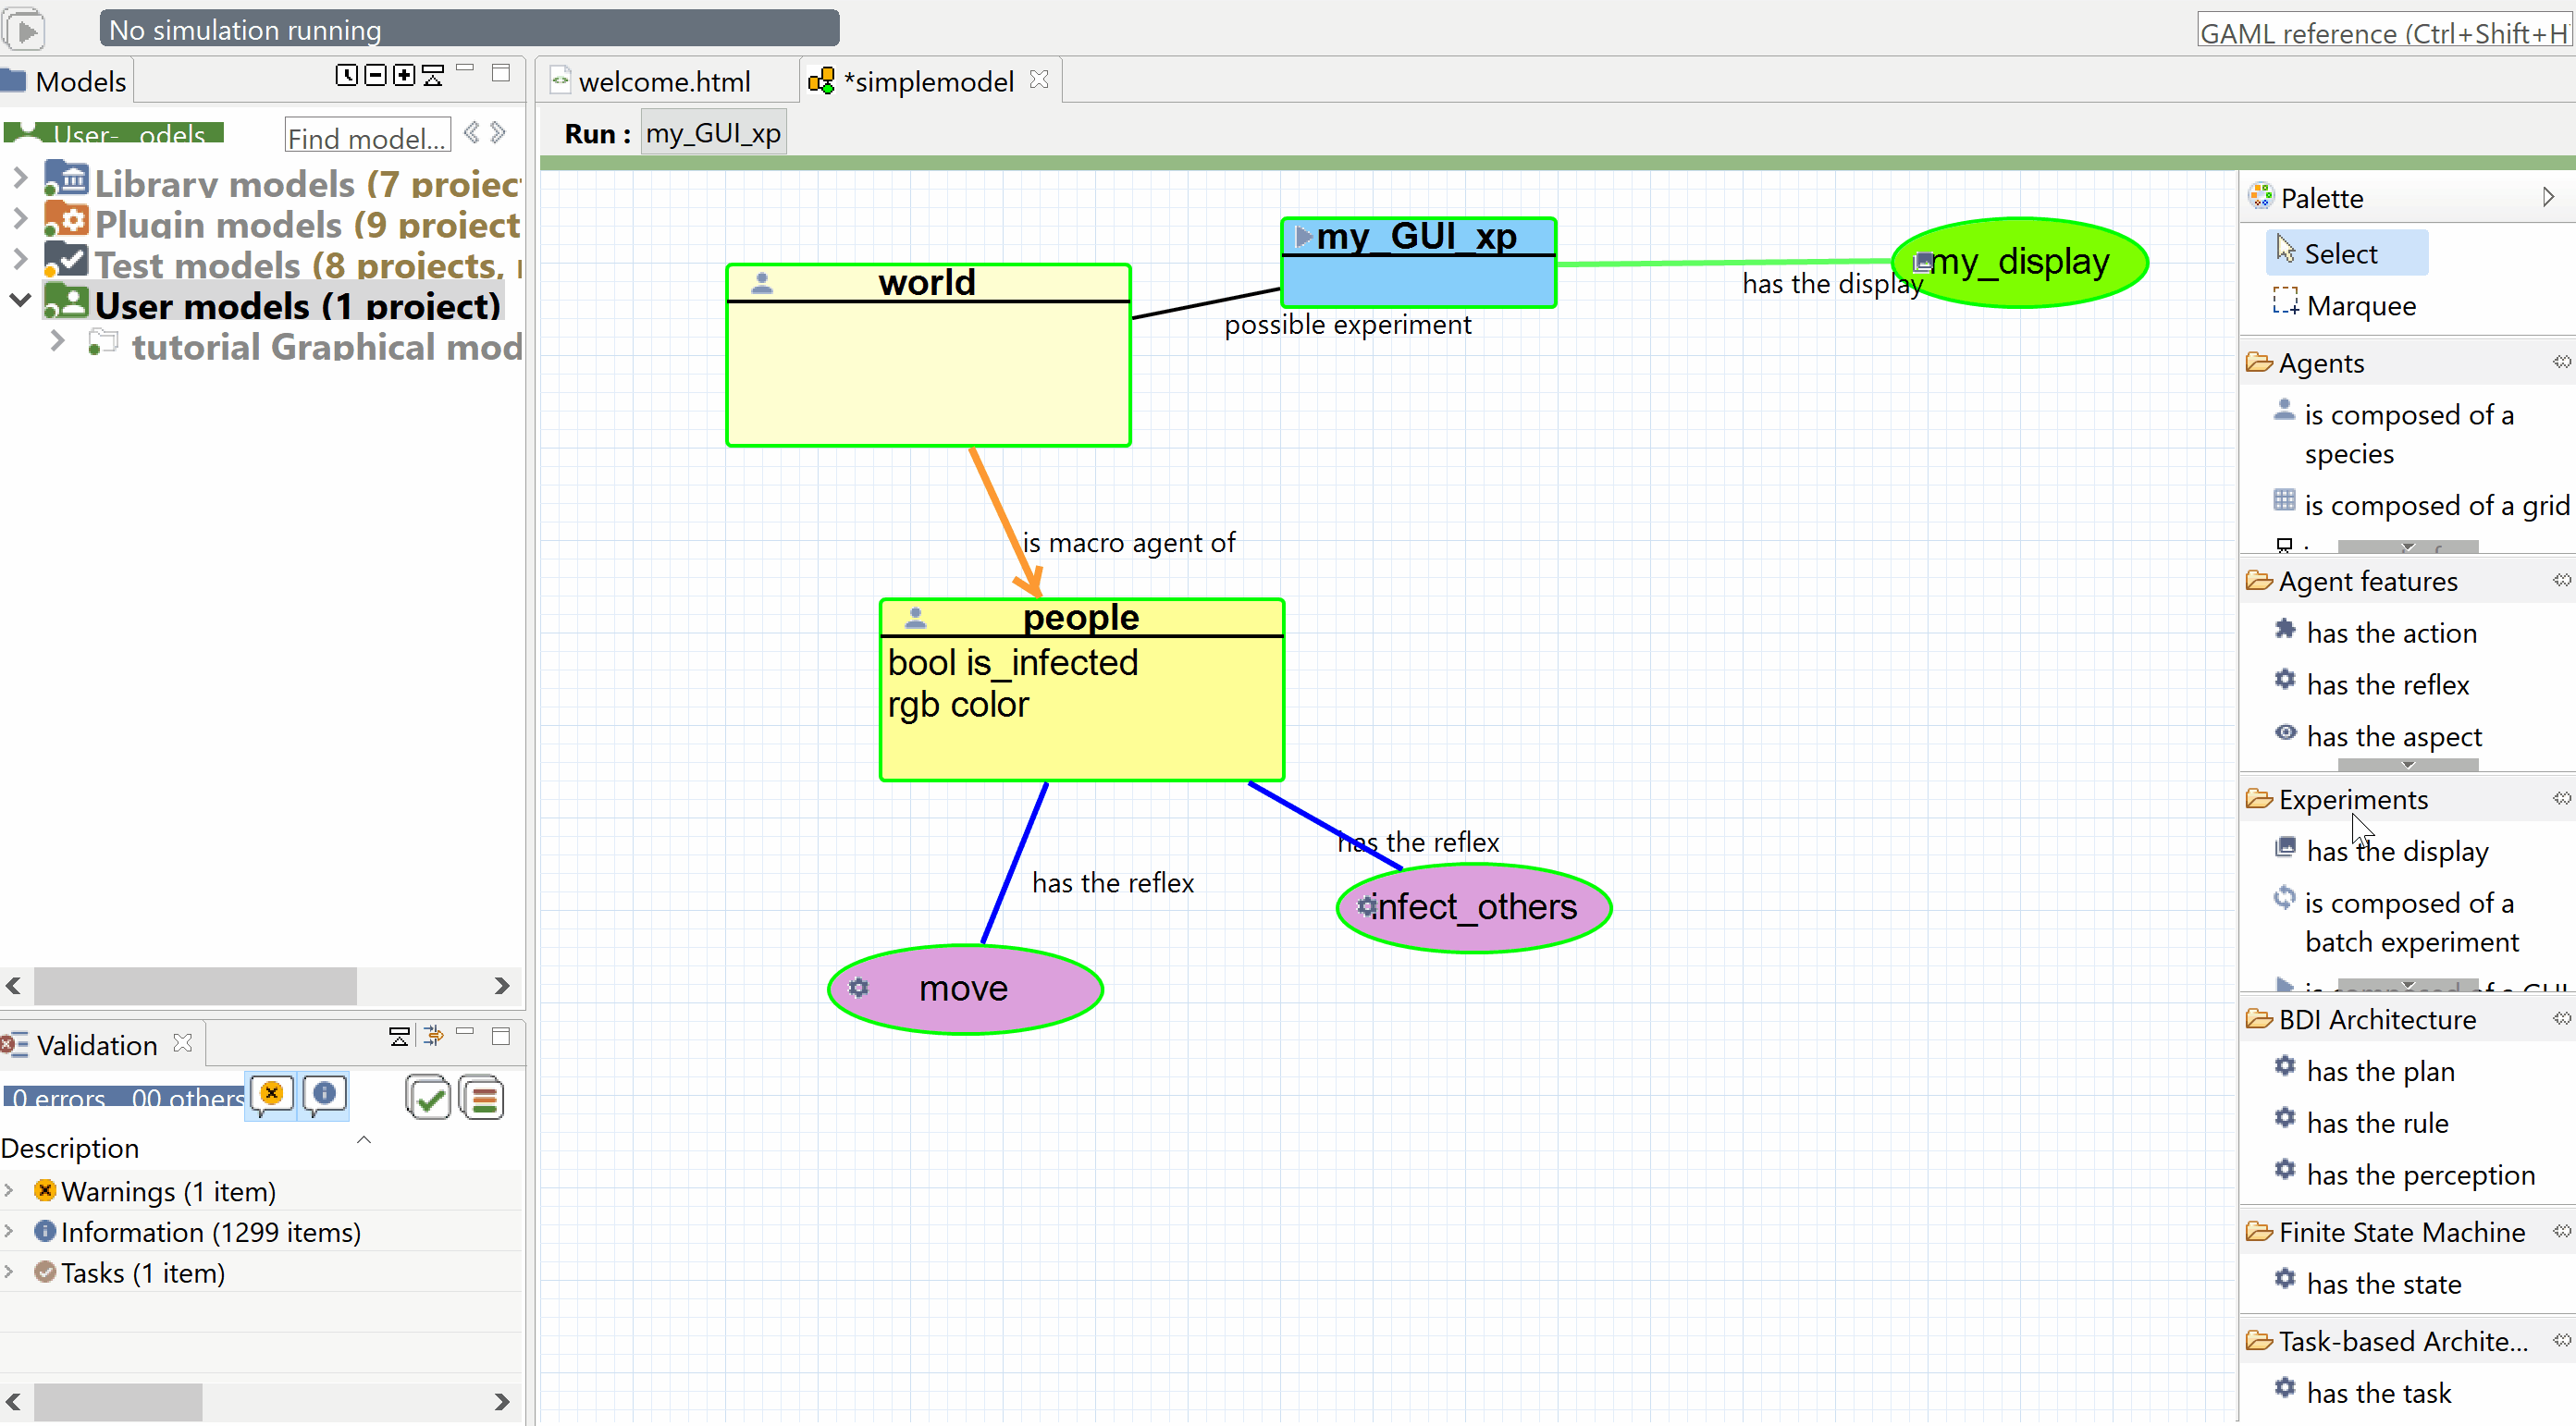 No simulation running
GAML reference (Ctrl+Shift+H
Models
welcome.html
*simplemodel
Run :
my_GUI_xp
Find model...
Library models (7 projec
Plugin models (9 project
Test models (8 projects,
User models (1 project)
tutorial Graphical mod
world
my_GUI_xp
my_display
has the display
possible experiment
is macro agent of
people
bool is_infected
rgb color
has the reflex
has the reflex
infect_others
move
Palette
Select
Marquee
Agents
is composed of a
species
is composed of a grid
Agent features
has the action
has the reflex
has the aspect
Experiments
has the display
is composed of a
batch experiment
BDI Architecture
has the plan
has the rule
has the perception
Finite State Machine
has the state
Task-based Archite...
has the task
Validation
0 errors
00 others
Description
Warnings (1 item)
Information (1299 items)
Tasks (1 item)